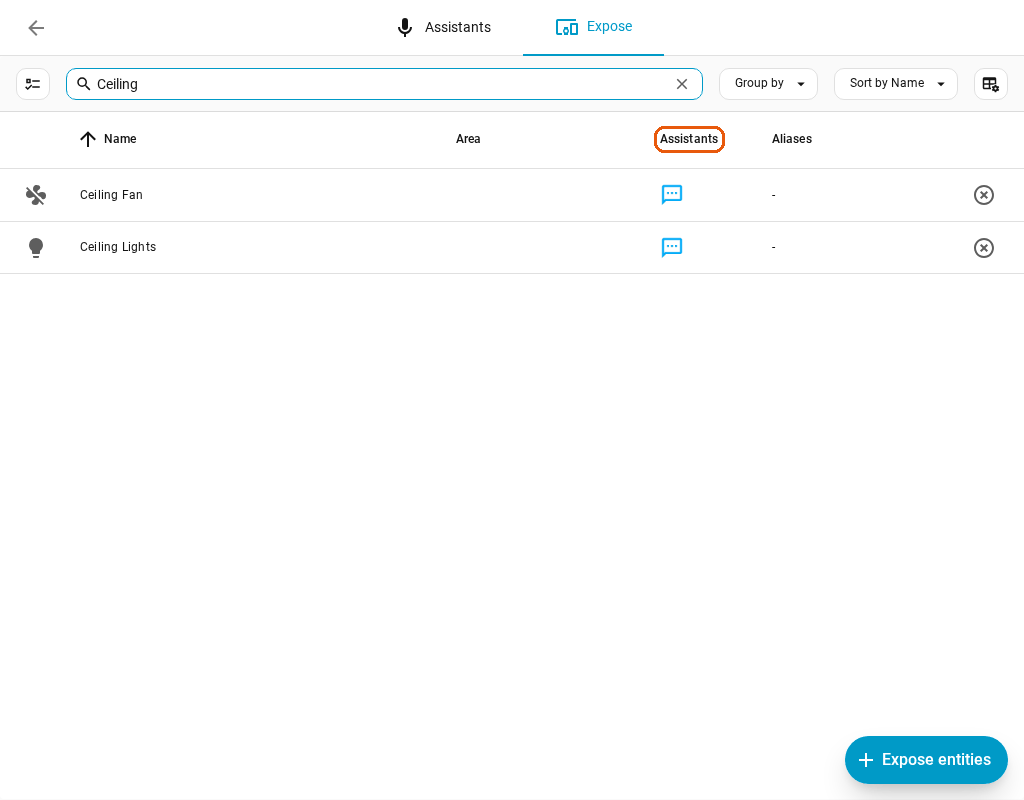 Assistants
Expose
Ceiling
Group by
Sort by Name
Name
Area
Assistants
Aliases
Ceiling Fan
-
Ceiling Lights
-
Expose entities